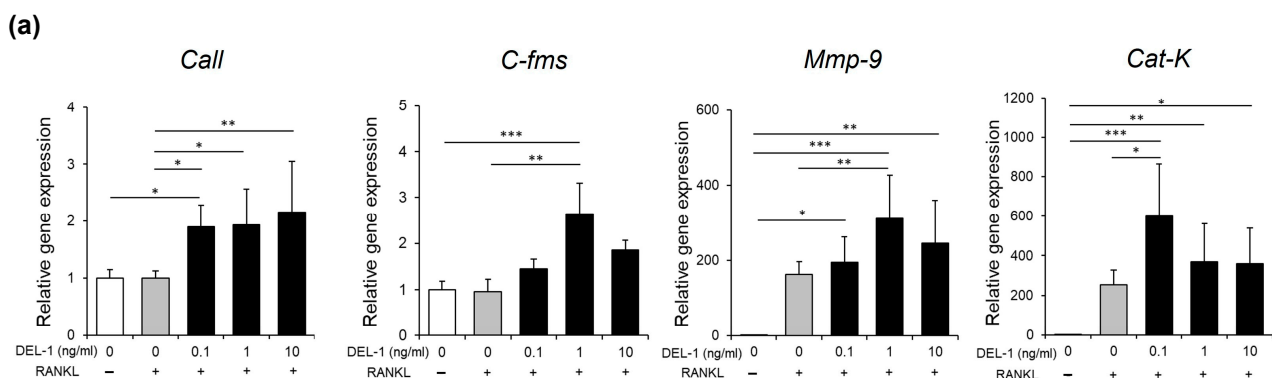 (a)
Call
Relative gene expression
4
3
2
1
0
**
*
*
*
DEL-1 (ng/ml) 0 0 0.1 1 10
RANKL – + + + +
C-fms
Relative gene expression
5
4
3
2
1
0
***
**
DEL-1 (ng/ml) 0 0 0.1 1 10
RANKL – + + + +
Mmp-9
Relative gene expression
600
400
200
0
**
***
**
*
DEL-1 (ng/ml) 0 0 0.1 1 10
RANKL – + + + +
Cat-K
Relative gene expression
1200
1000
800
600
400
200
0
*
**
***
*
DEL-1 (ng/ml) 0 0 0.1 1 10
RANKL – + + + +